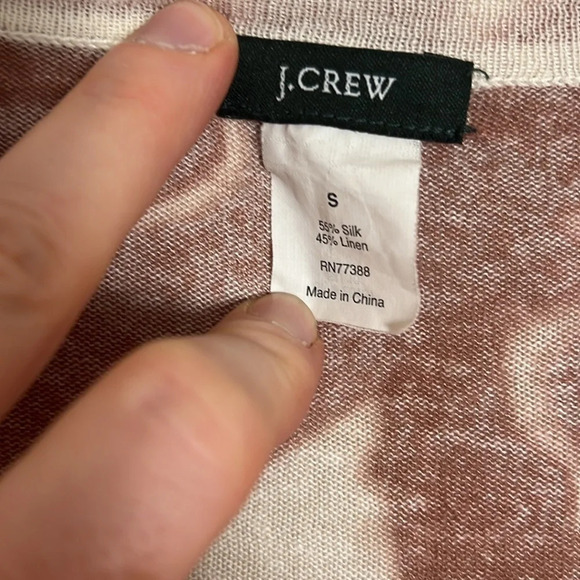 J.CREW
S
55% Silk
45% Linen
RN77388
Made in China